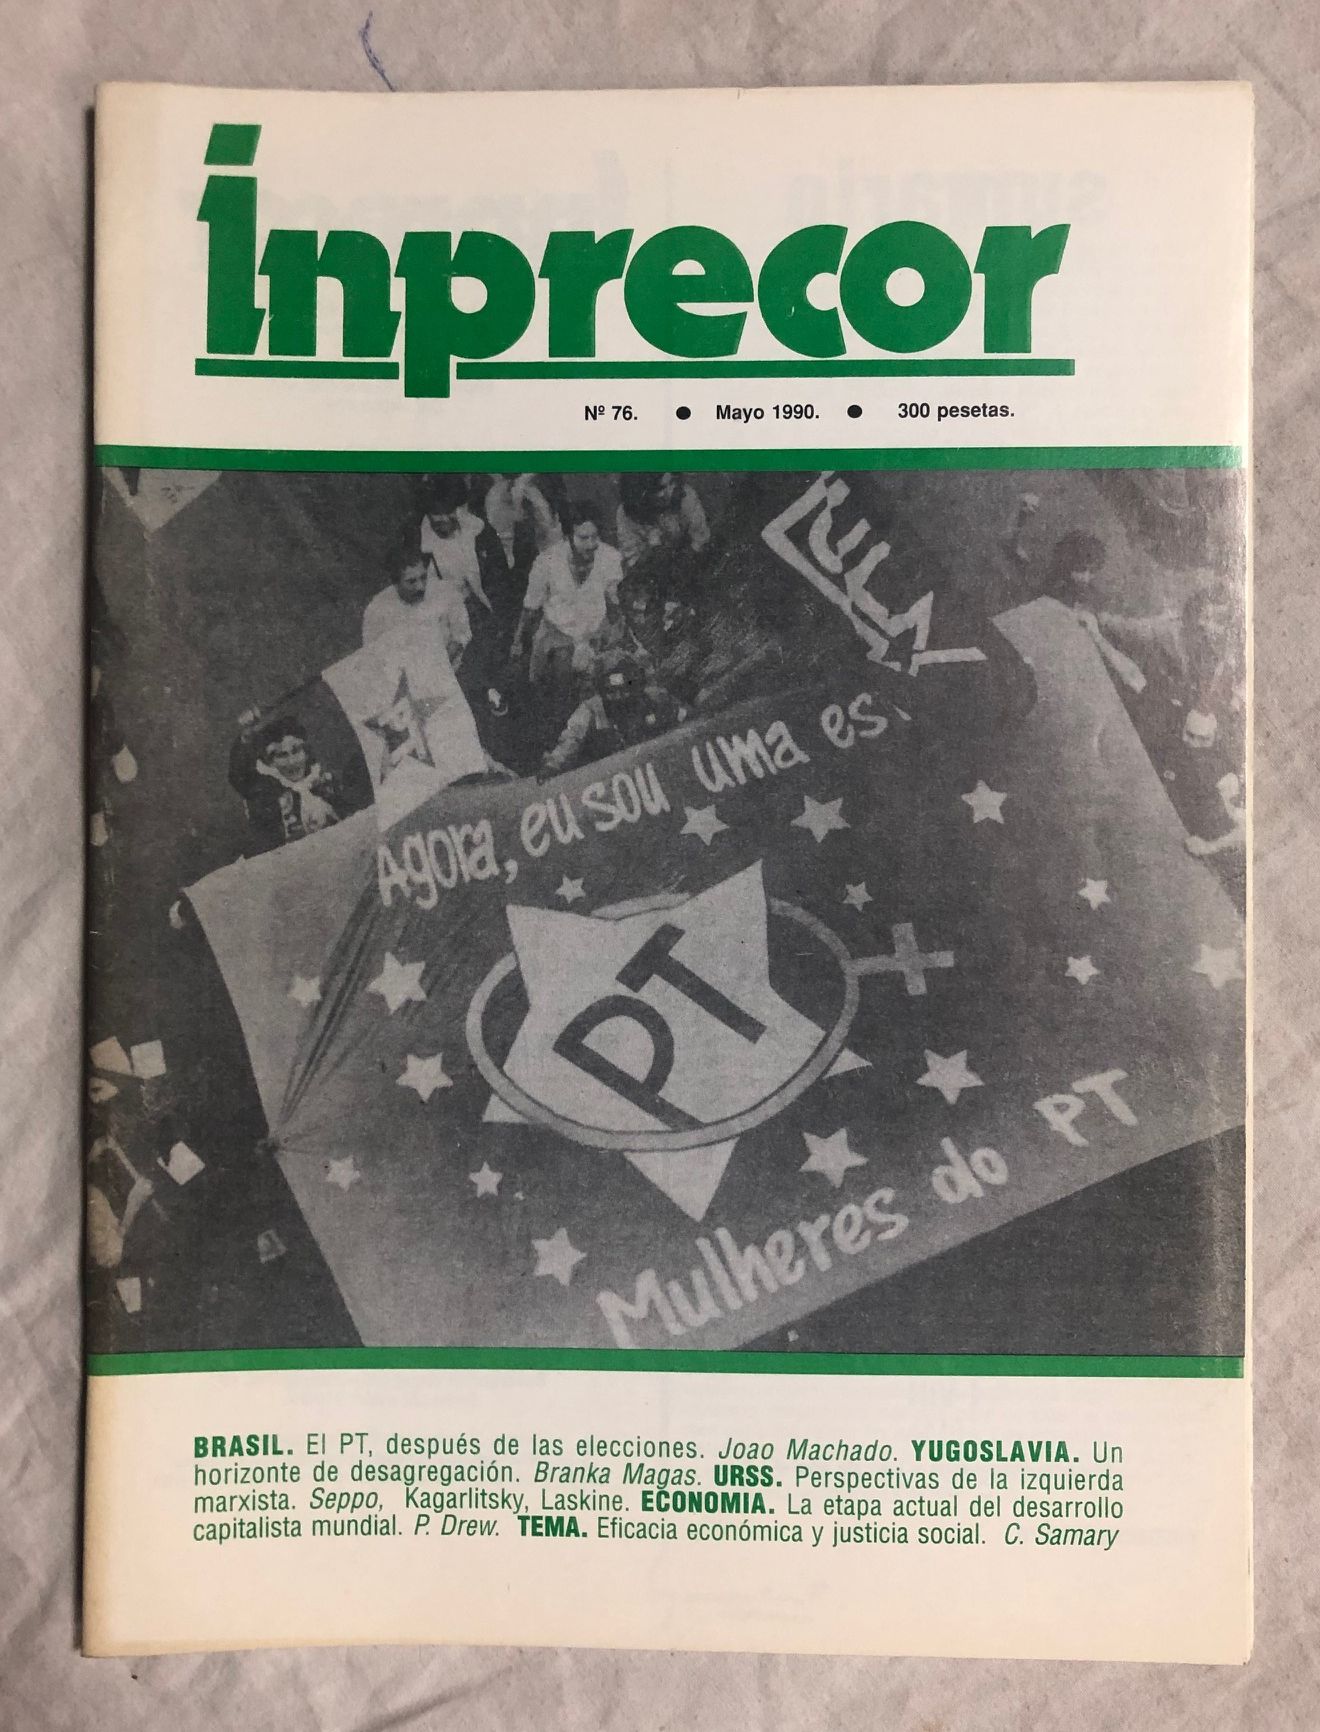 inprecor
Nº 76. ● Mayo 1990. ● 300 pesetas.
PT
Agora, eu sou uma es
PT
Mulheres do PT
BRASIL. El PT, después de las elecciones. Joao Machado. YUGOSLAVIA. Un
horizonte de desagregación. Branka Magas. URSS. Perspectivas de la izquierda
marxista. Seppo, Kagarlitsky, Laskine. ECONOMIA. La etapa actual del desarrollo
capitalista mundial. P. Drew. TEMA. Eficacia económica y justicia social. C. Samary